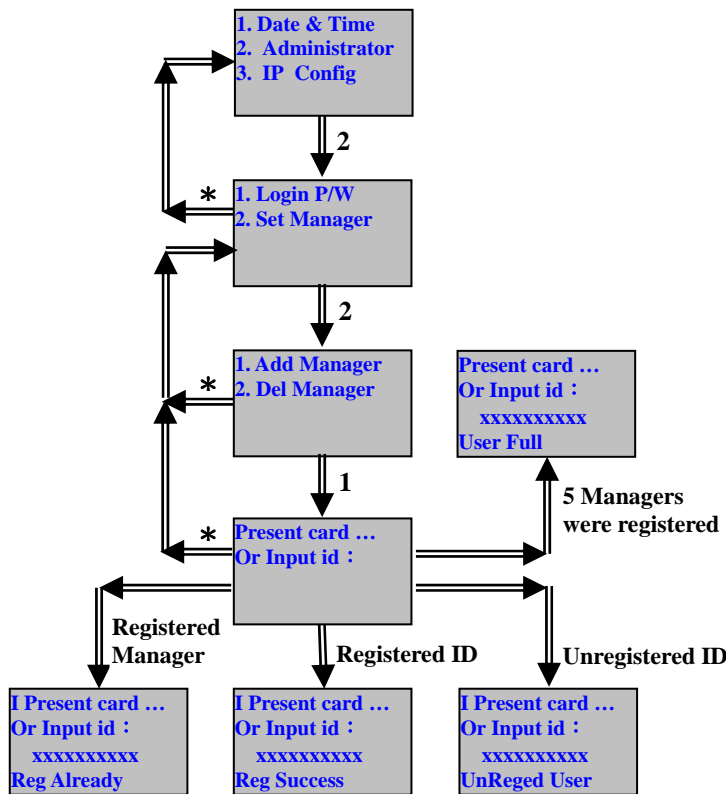 1. Date & Time
2. Administrator
3. IP Config
2
*
1. Login P/W
2. Set Manager
2
*
1. Add Manager
2. Del Manager
Present card …
Or Input id：
xxxxxxxxxx
User Full
1
5 Managers
were registered
*
Present card …
Or Input id：
Registered
Manager
Registered ID
Unregistered ID
I Present card …
Or Input id：
xxxxxxxxxx
Reg Already
I Present card …
Or Input id：
xxxxxxxxxx
Reg Success
I Present card …
Or Input id：
xxxxxxxxxx
UnReged User